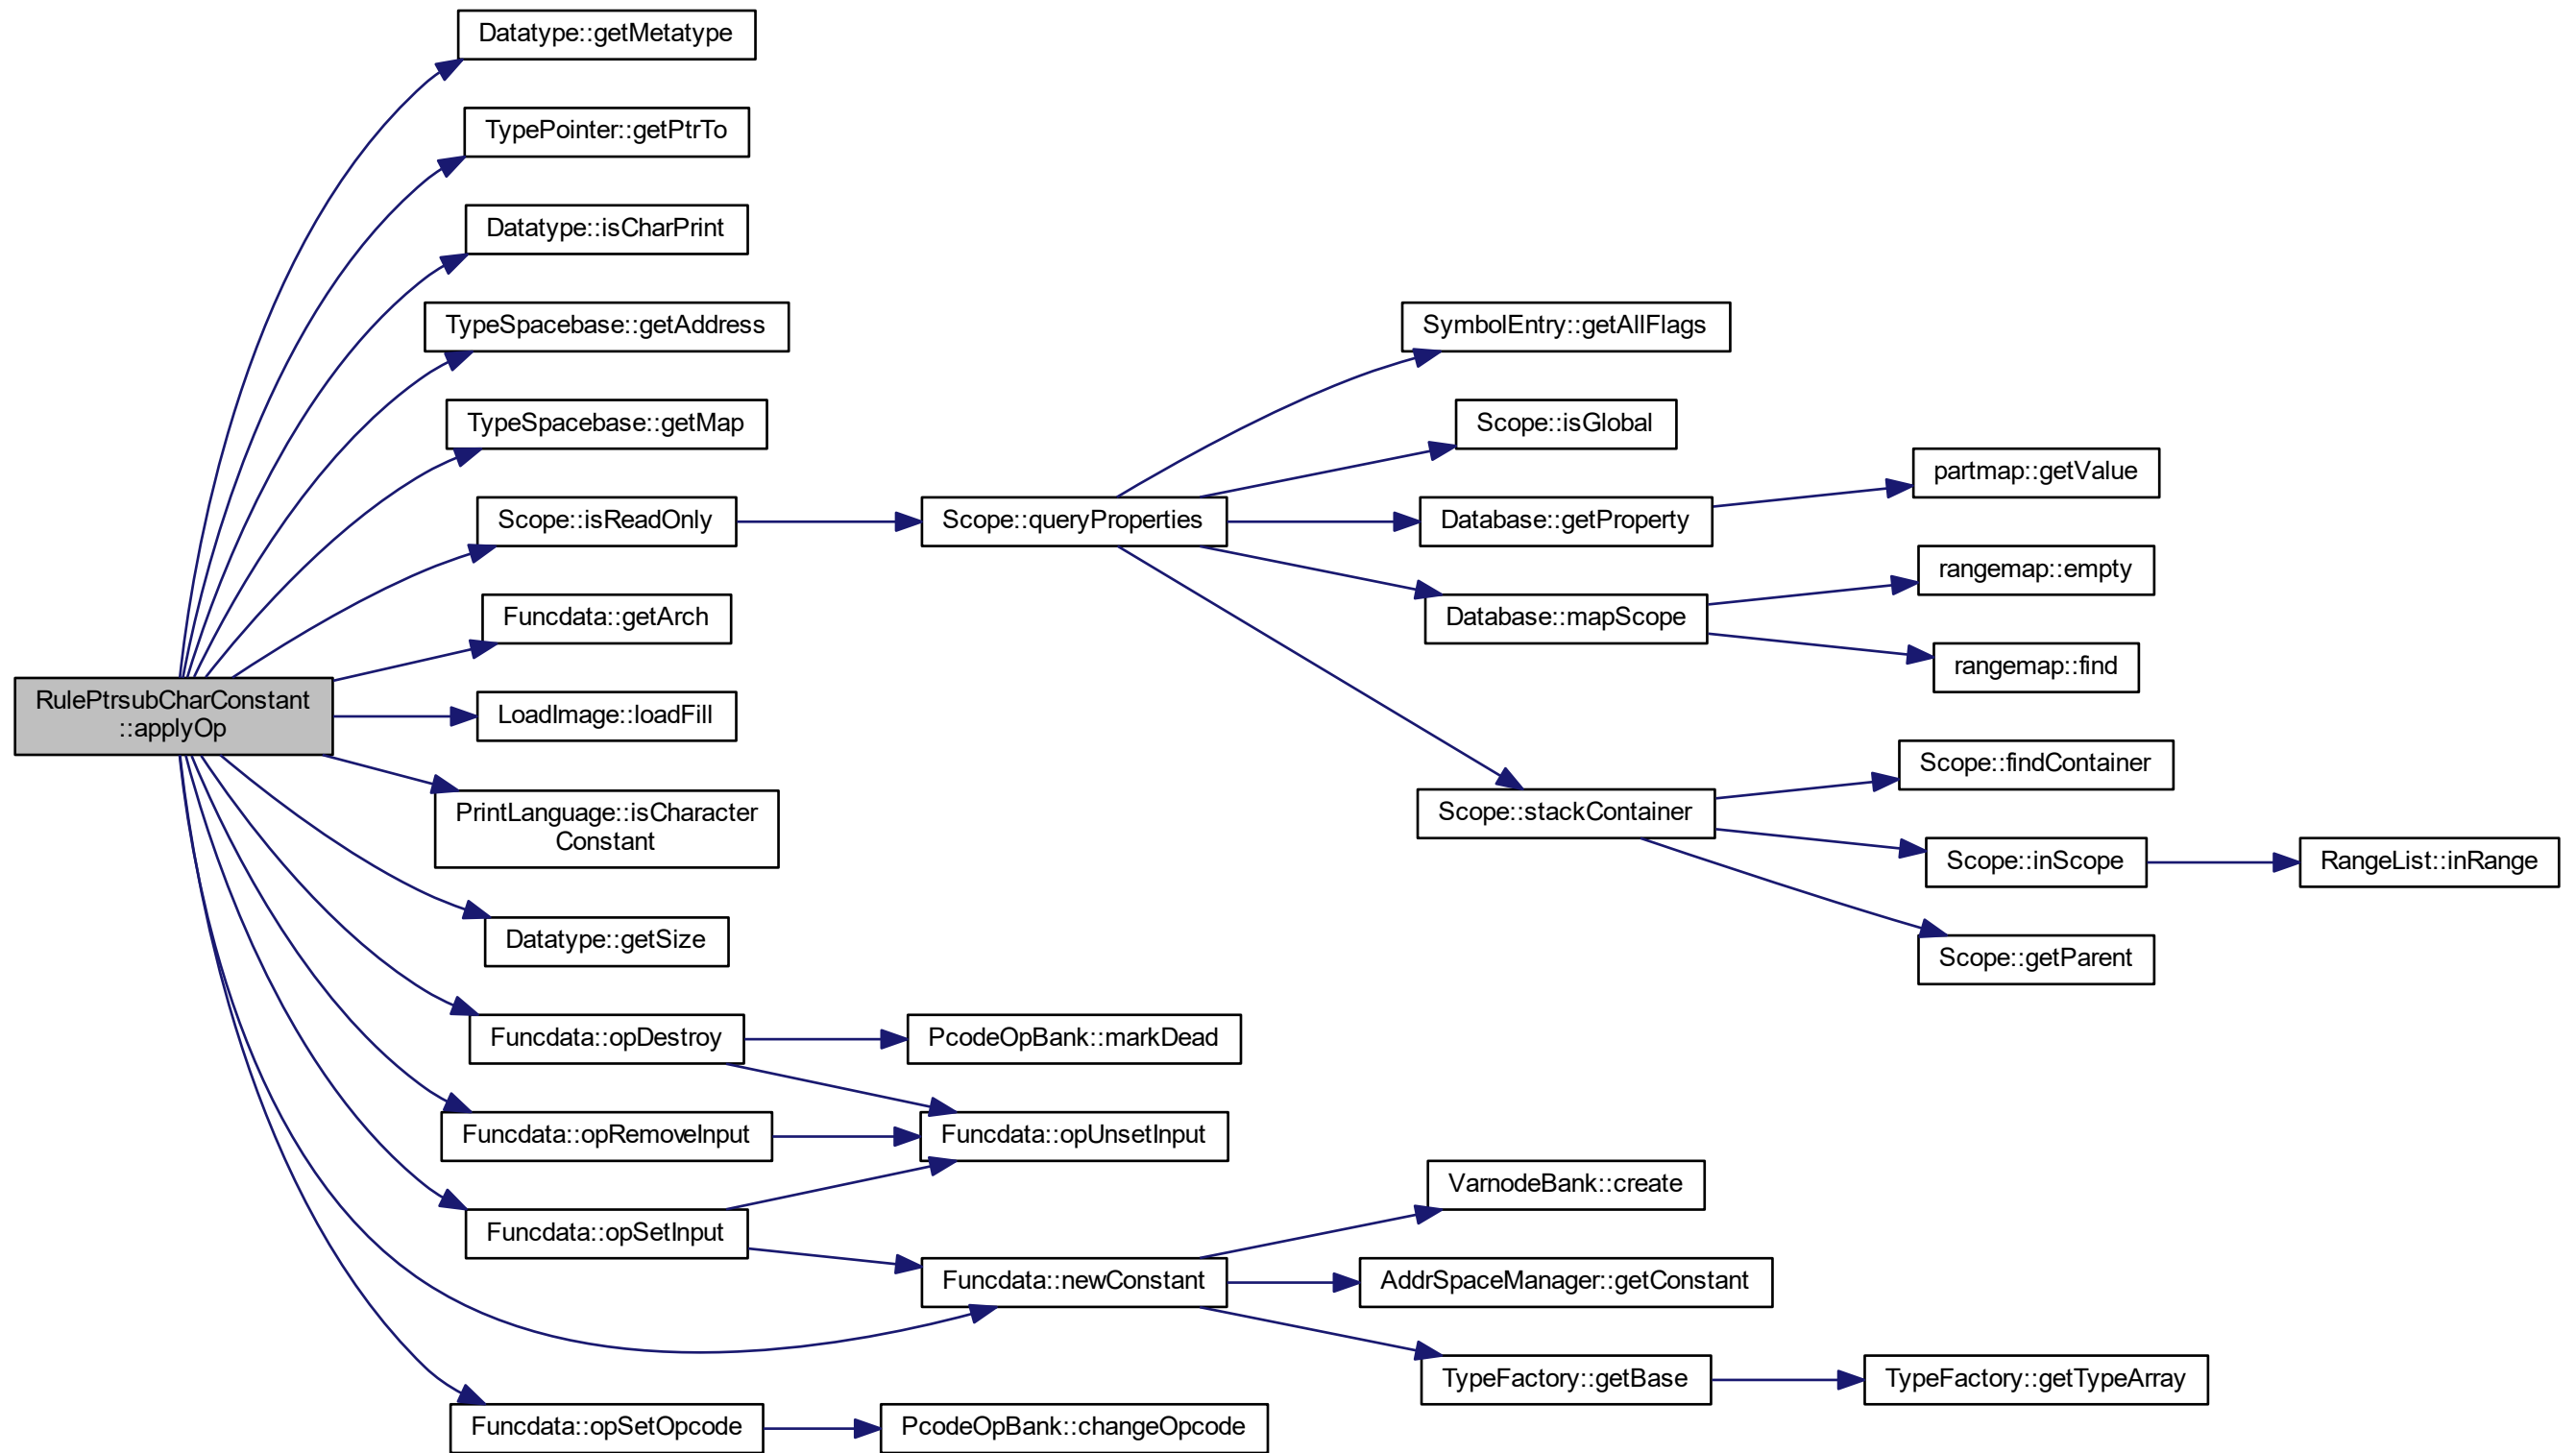 Datatype::getMetatype
TypePointer::getPtrTo
Datatype::isCharPrint
TypeSpacebase::getAddress
TypeSpacebase::getMap
Scope::isReadOnly
Funcdata::getArch
RulePtrsubCharConstant
::applyOp
LoadImage::loadFill
PrintLanguage::isCharacter
Constant
Datatype::getSize
Funcdata::opDestroy
Funcdata::opRemoveInput
Funcdata::opSetInput
Funcdata::opSetOpcode
Scope::queryProperties
PcodeOpBank::markDead
Funcdata::opUnsetInput
Funcdata::newConstant
PcodeOpBank::changeOpcode
SymbolEntry::getAllFlags
Scope::isGlobal
Database::getProperty
Database::mapScope
Scope::stackContainer
VarnodeBank::create
AddrSpaceManager::getConstant
TypeFactory::getBase
partmap::getValue
rangemap::empty
rangemap::find
Scope::findContainer
Scope::inScope
Scope::getParent
TypeFactory::getTypeArray
RangeList::inRange